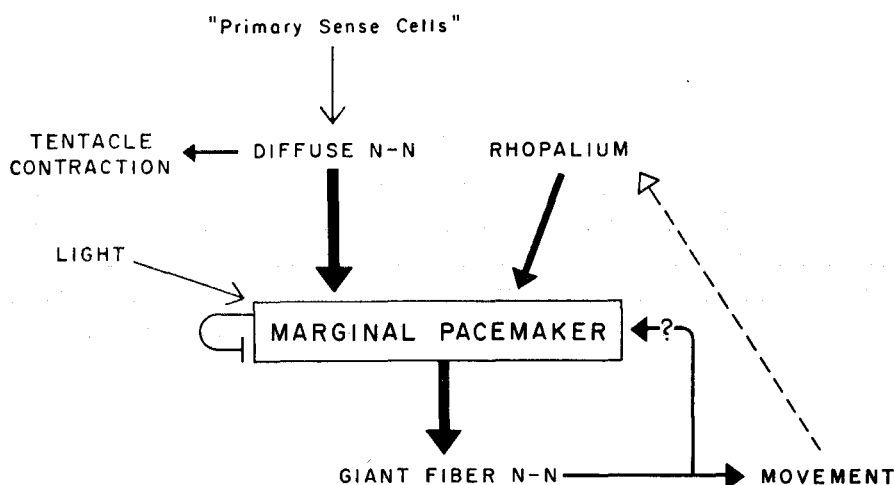 "Primary Sense Cells"
TENTACLE
CONTRACTION
DIFFUSE N-N
RHOPALIUM
LIGHT
MARGINAL PACEMAKER
?
GIANT FIBER N-N
MOVEMENT